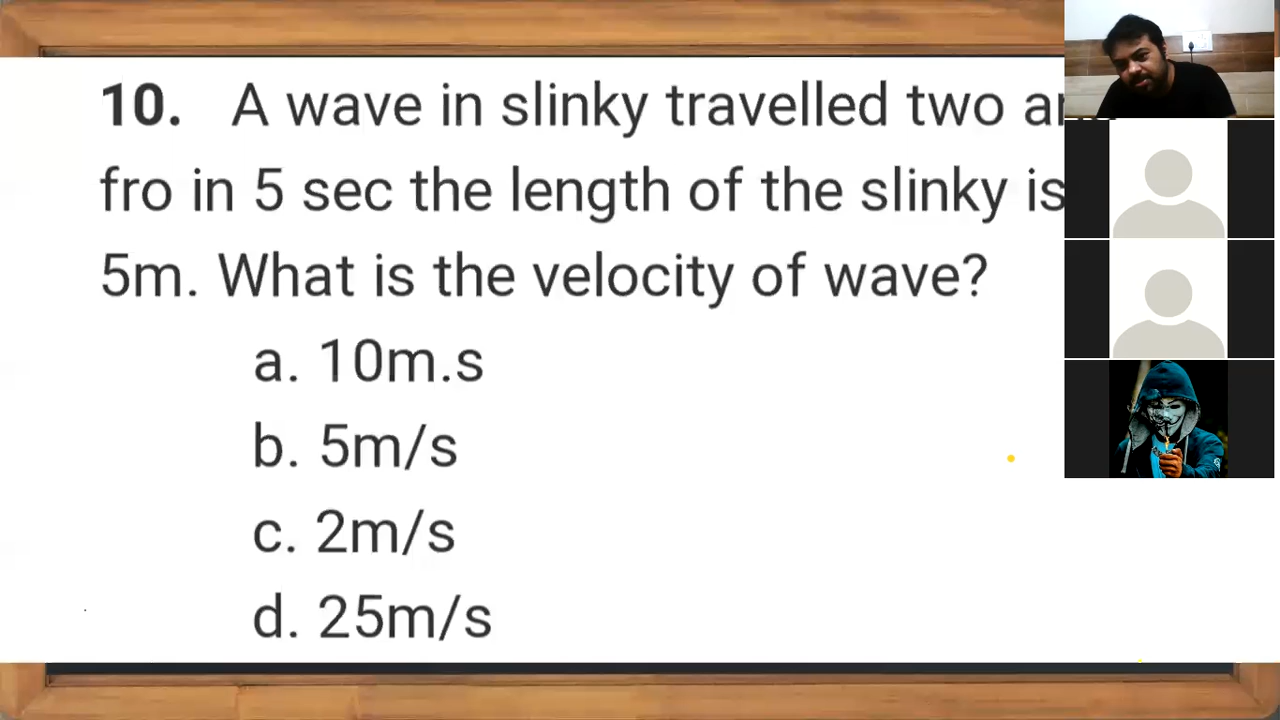 10. A wave in slinky travelled two
fro in 5 sec the length of the slinky is
5m. What is the velocity of wave?
a. 10m.s
b. 5m/s
c. 2m/s
d. 25m/s